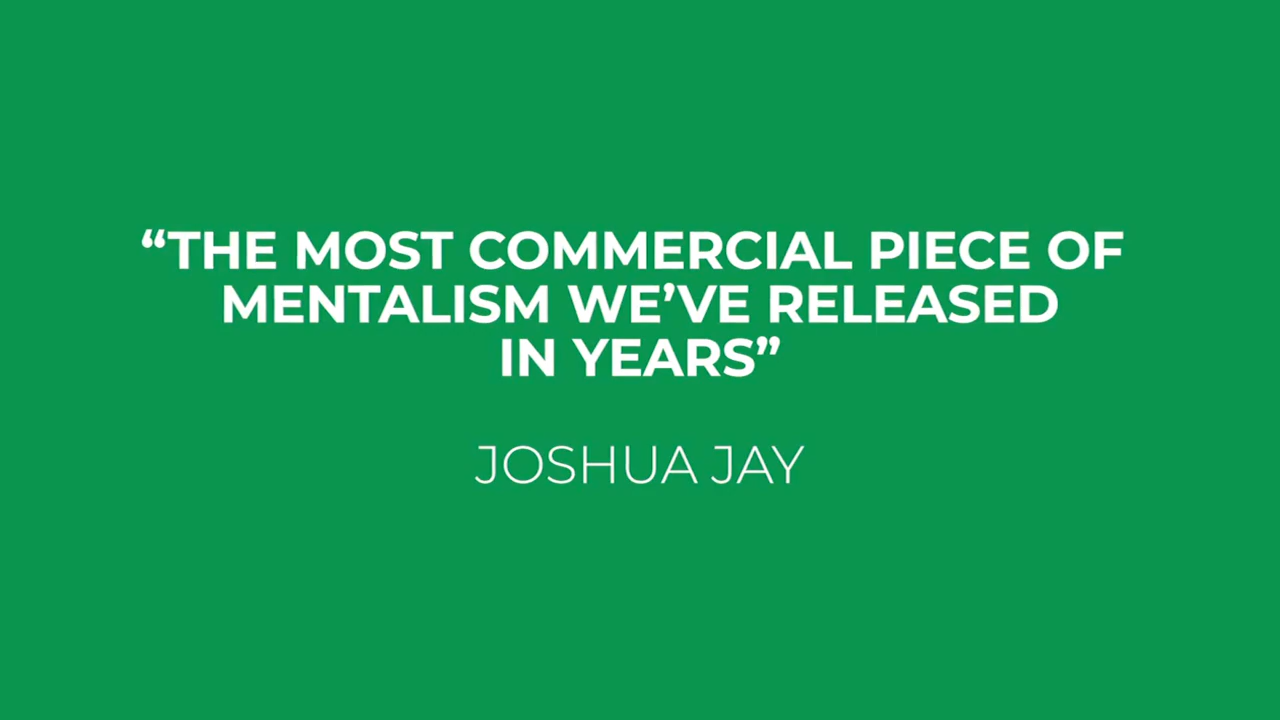 “THE MOST COMMERCIAL PIECE OF
MENTALISM WE’VE RELEASED
IN YEARS”
JOSHUA JAY